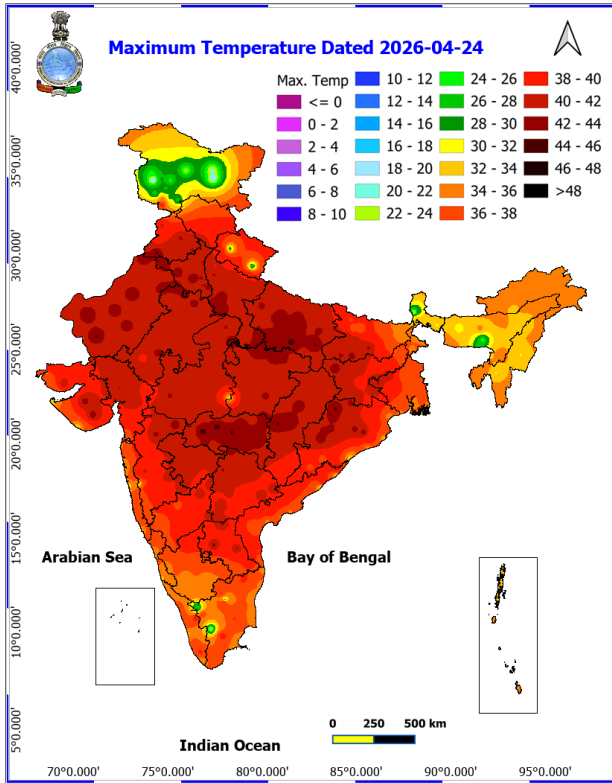 Maximum Temperature Dated 2026-04-24
Max. Temp
<= 0
0 - 2
2 - 4
4 - 6
6 - 8
8 - 10
10 - 12
12 - 14
14 - 16
16 - 18
18 - 20
20 - 22
22 - 24
24 - 26
26 - 28
28 - 30
30 - 32
32 - 34
34 - 36
36 - 38
38 - 40
40 - 42
42 - 44
44 - 46
46 - 48
>48
40°0.000'
35°0.000'
30°0.000'
25°0.000'
20°0.000'
15°0.000'
10°0.000'
5°0.000'
Arabian Sea
Bay of Bengal
Indian Ocean
0 250 500 km
70°0.000' 75°0.000' 80°0.000' 85°0.000' 90°0.000' 95°0.000'